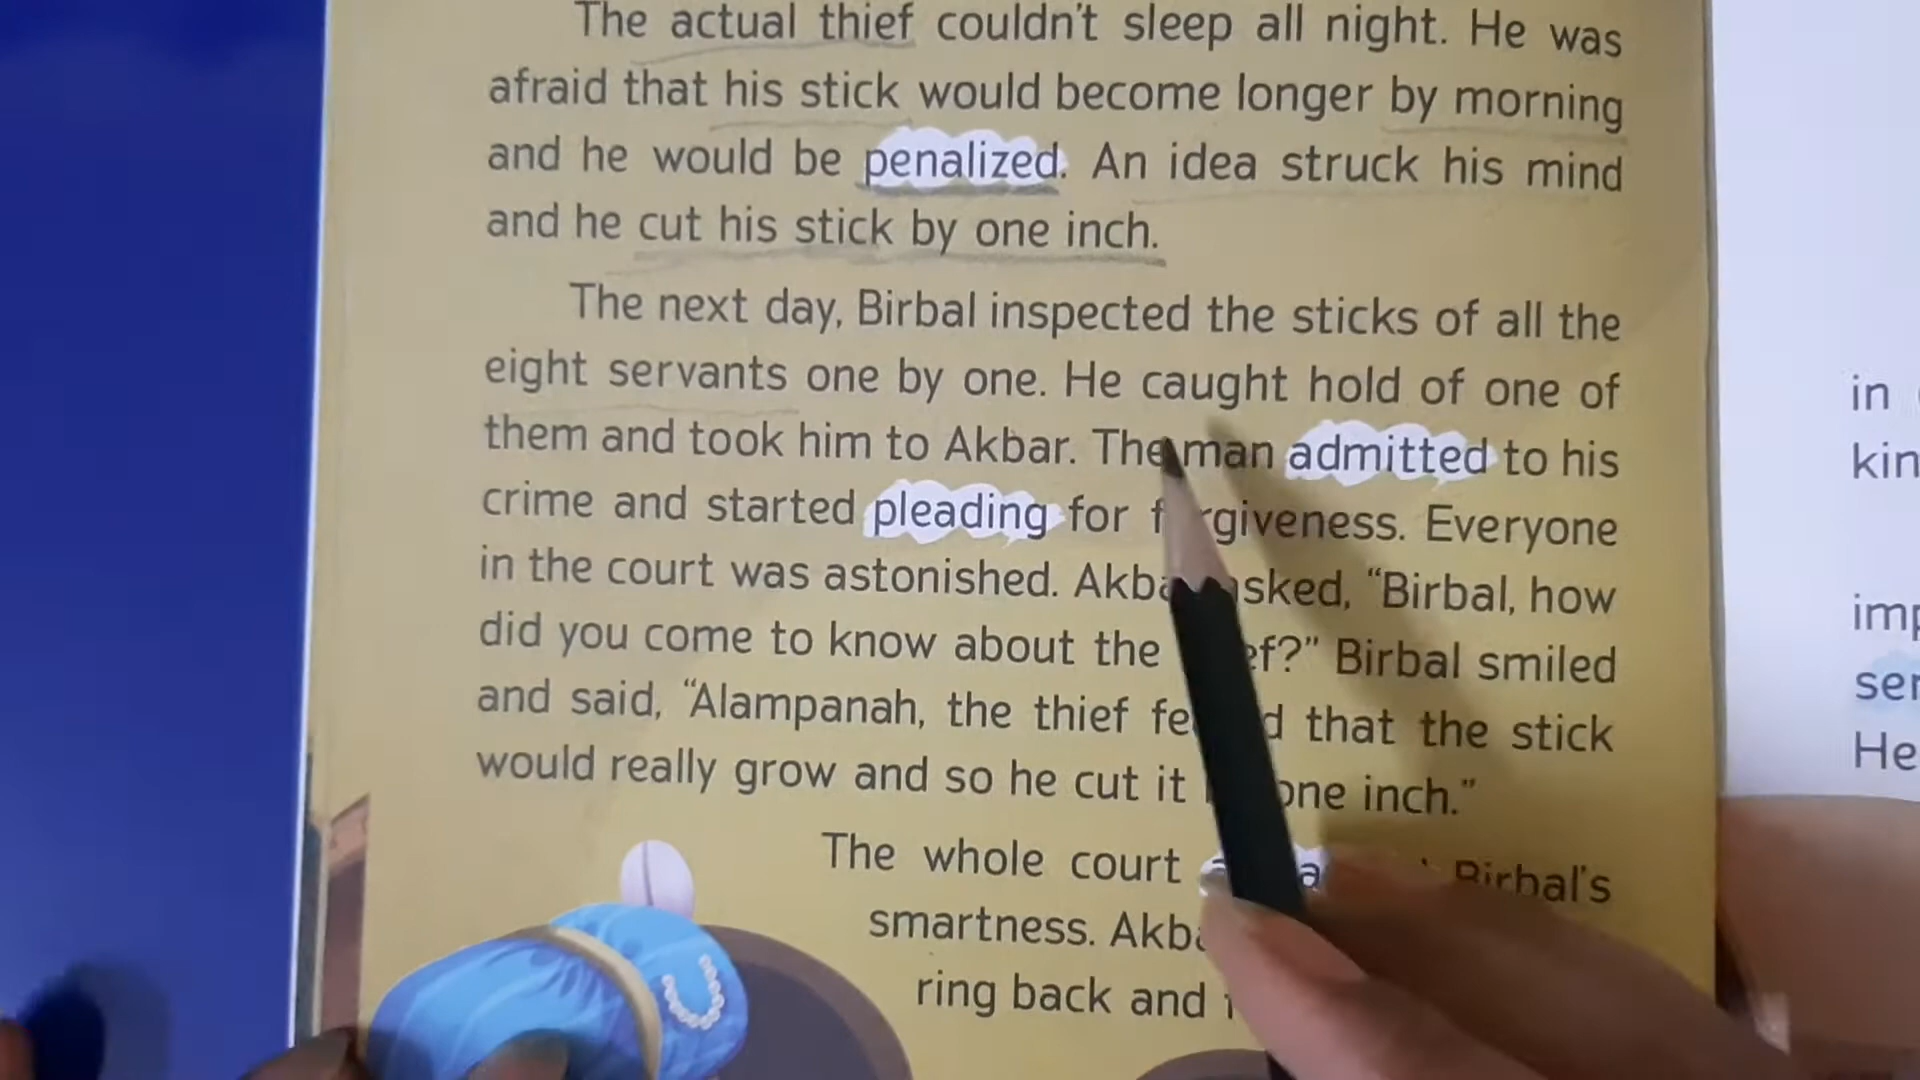 The actual thief couldn't sleep all night. He was
afraid that his stick would become longer by morning
and he would be penalized. An idea struck his mind
and he cut his stick by one inch.
The next day, Birbal inspected the sticks of all the
eight servants one by one. He caught hold of one of
them and took him to Akbar. The man admitted to his
crime and started pleading for forgiveness. Everyone
in the court was astonished. Akbar asked, “Birbal, how
did you come to know about the thief?” Birbal smiled
and said, “Alampanah, the thief feared that the stick
would really grow and so he cut it one inch.”
The whole court Birbal's
smartness.
ring back and
in